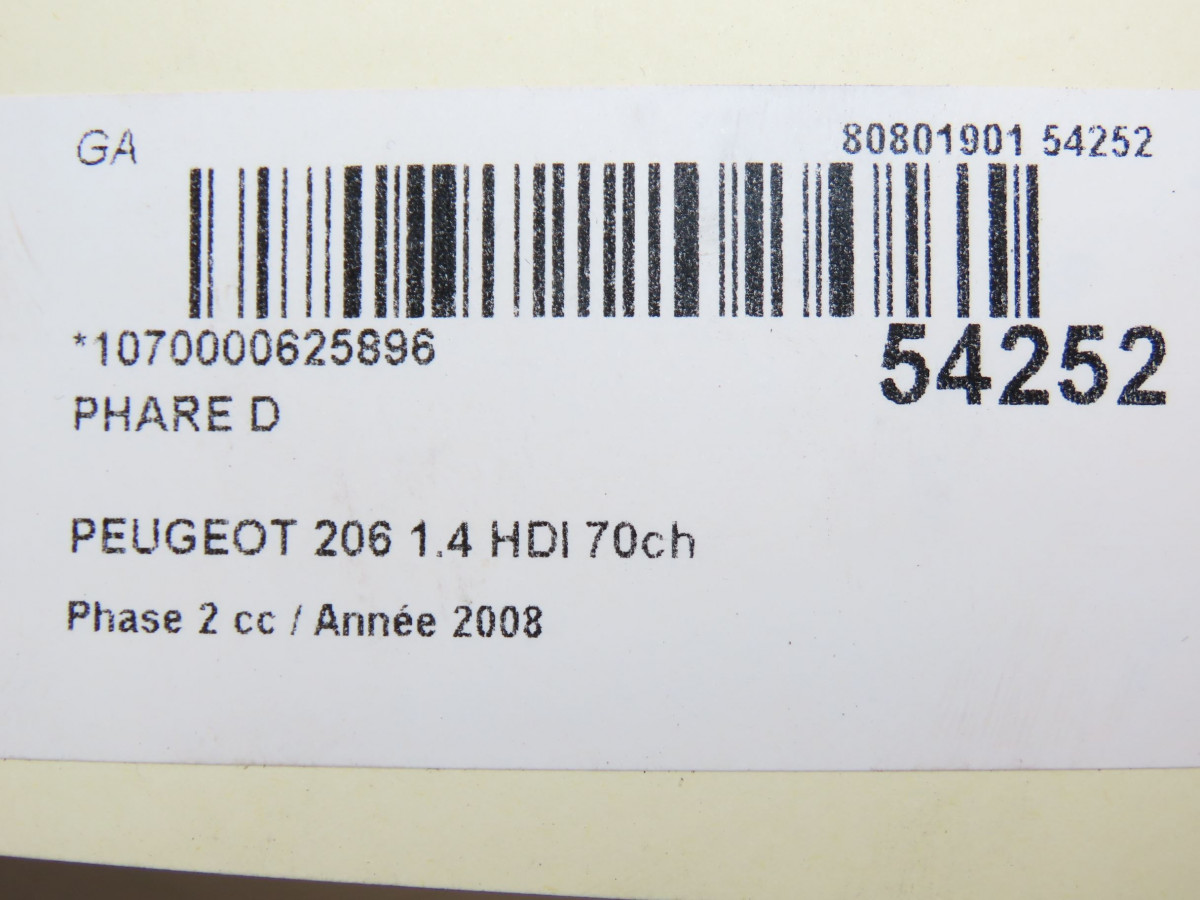 GA
80801901 54252
*1070000625896
54252
PHARE D
PEUGEOT 206 1.4 HDI 70ch
Phase 2 cc / Année 2008